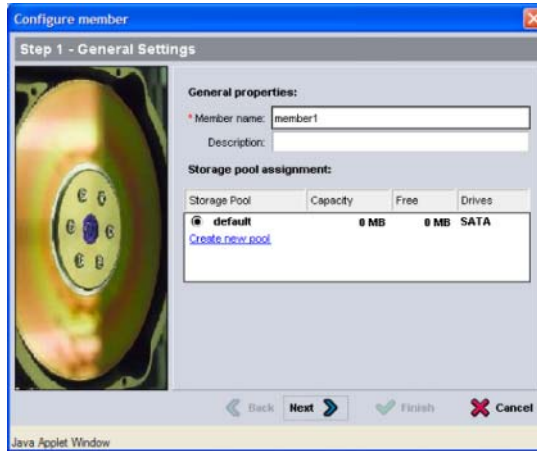 Configure member
Step 1 - General Settings
General properties:
* Member name: member1
Description:
Storage pool assignment:
Storage Pool Capacity Free Drives
default 0 MB 0 MB SATA
Create new pool
Back Next Finish Cancel
Java Applet Window